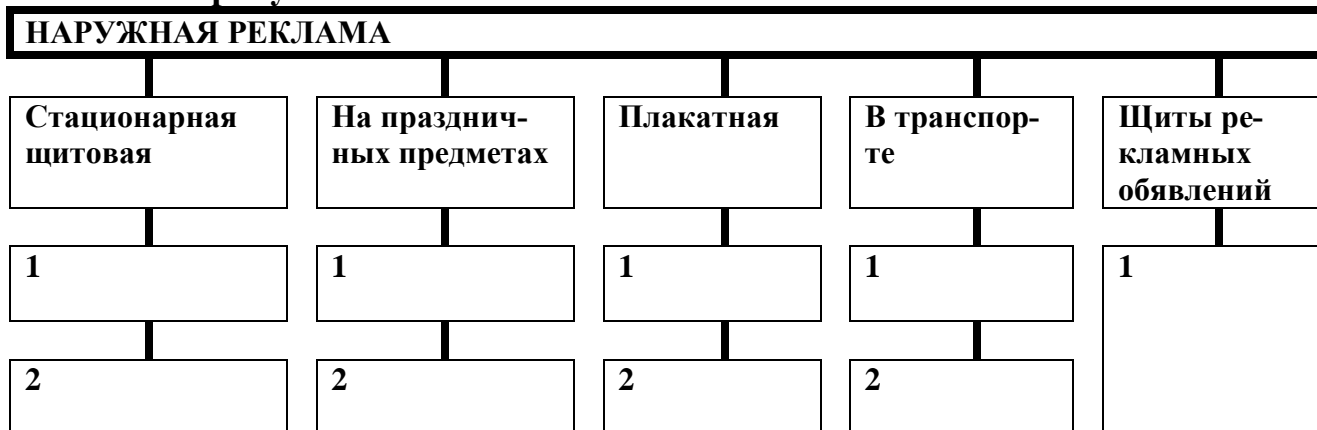 НАРУЖНАЯ РЕКЛАМА
Стационарная
щитовая
На празднич-
ных предметах
Плакатная
В транспор-
те
Щиты ре-
кламных
обявлений
1
1
1
1
1
2
2
2
2